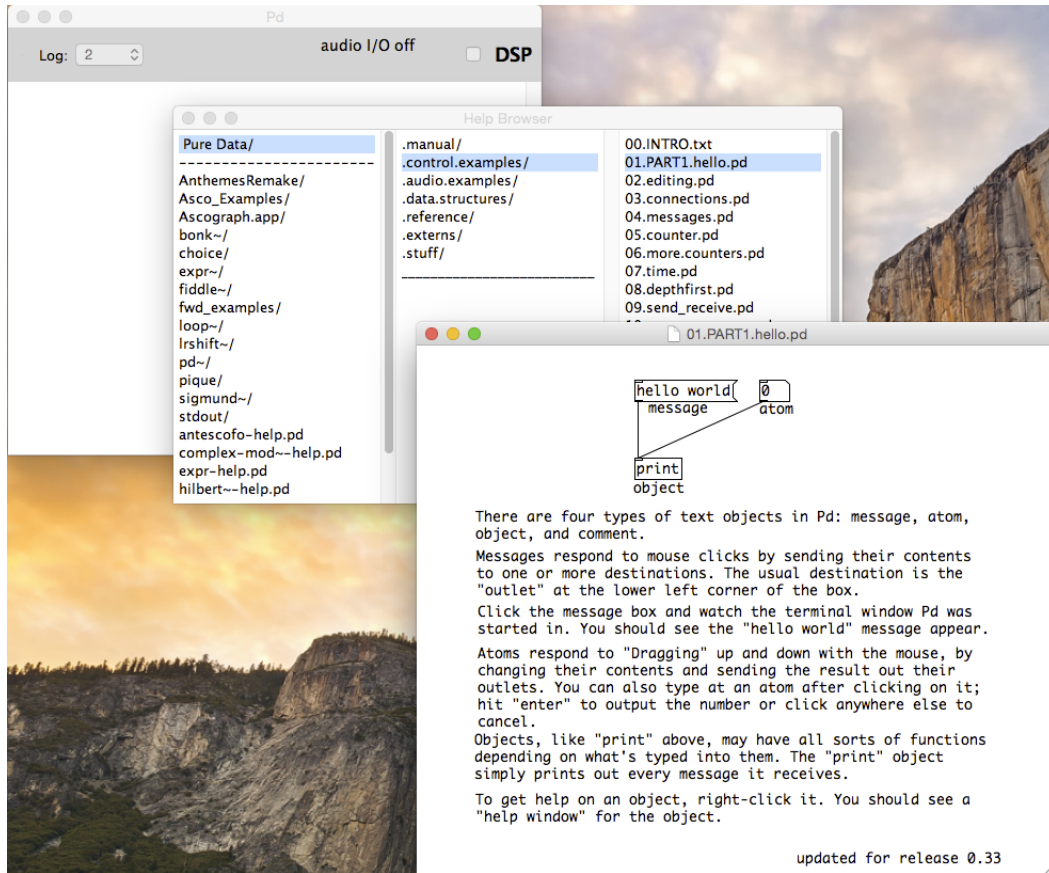 Pd
Log: 2
audio I/O off
DSP
Help Browser
Pure Data/
-----------------------
AnthemesRemake/
Asco_Examples/
Ascograph.app/
bonk~/
choice/
expr~/
fiddle~/
fwd_examples/
loop~/
lrshift~/
pd~/
pique/
sigmund~/
stdout/
antescofo-help.pd
complex-mod~-help.pd
expr-help.pd
hilbert~-help.pd
.manual/
.control.examples/
.audio.examples/
.data.structures/
.reference/
.externs/
.stuff/
___________________________
00.INTRO.txt
01.PART1.hello.pd
02.editing.pd
03.connections.pd
04.messages.pd
05.counter.pd
06.more.counters.pd
07.time.pd
08.depthfirst.pd
09.send_receive.pd
01.PART1.hello.pd
hello world
0
message
atom
print
object
There are four types of text objects in Pd: message, atom,
object, and comment.
Messages respond to mouse clicks by sending their contents
to one or more destinations. The usual destination is the
"outlet" at the lower left corner of the box.
Click the message box and watch the terminal window Pd was
started in. You should see the "hello world" message appear.
Atoms respond to "Dragging" up and down with the mouse, by
changing their contents and sending the result out their
outlets. You can also type at an atom after clicking on it;
hit "enter" to output the number or click anywhere else to
cancel.
Objects, like "print" above, may have all sorts of functions
depending on what's typed into them. The "print" object
simply prints out every message it receives.
To get help on an object, right-click it. You should see a
"help window" for the object.
updated for release 0.33